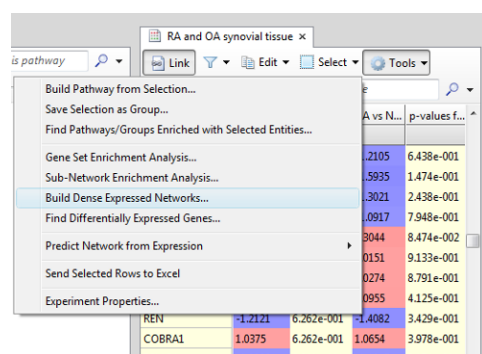 RA and OA synovial tissue ×
is pathway
Link Edit Select Tools
Build Pathway from Selection...
Save Selection as Group...
Find Pathways/Groups Enriched with Selected Entities...
Gene Set Enrichment Analysis...
Sub-Network Enrichment Analysis...
Build Dense Expressed Networks...
Find Differentially Expressed Genes...
Predict Network from Expression
Send Selected Rows to Excel
Experiment Properties...
A vs N... p-values f...
.2105 6.438e-001
.5935 1.474e-001
.3021 2.438e-001
.0917 7.948e-001
.3044 8.474e-002
.0151 9.133e-001
.0274 8.791e-001
.0955 4.125e-001
REN -1.2121 6.262e-001 -1.4082 3.429e-001
COBRA1 1.0375 6.262e-001 1.0654 3.978e-001